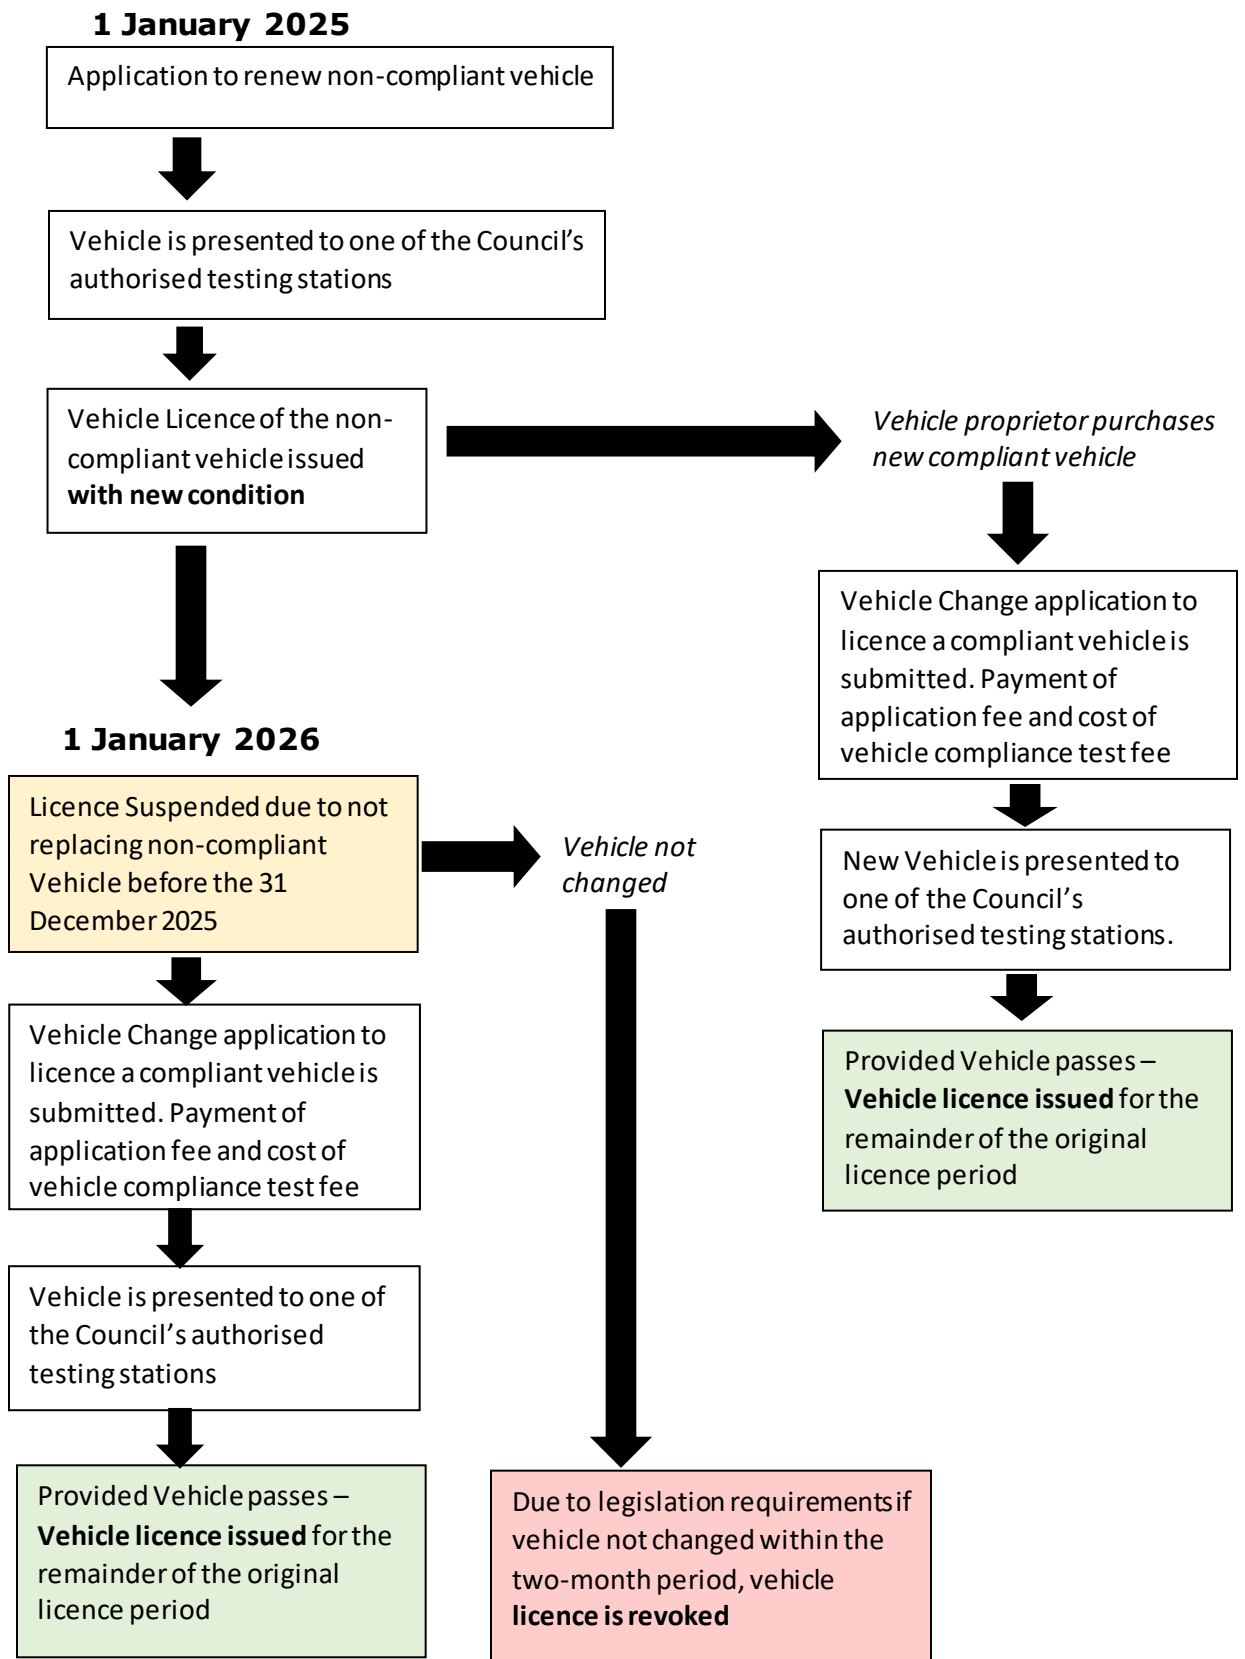 1 January 2025
Application to renew non-compliant vehicle
Vehicle is presented to one of the Council’s
authorised testing stations
Vehicle Licence of the non-
compliant vehicle issued
with new condition
Vehicle proprietor purchases
new compliant vehicle
Vehicle Change application to
licence a compliant vehicle is
submitted. Payment of
application fee and cost of
vehicle compliance test fee
New Vehicle is presented to
one of the Council’s
authorised testing stations.
Provided Vehicle passes –
Vehicle licence issued for the
remainder of the original
licence period
1 January 2026
Licence Suspended due to not
replacing non-compliant
Vehicle before the 31
December 2025
Vehicle not
changed
Vehicle Change application to
licence a compliant vehicle is
submitted. Payment of
application fee and cost of
vehicle compliance test fee
Vehicle is presented to one of
the Council’s authorised
testing stations
Provided Vehicle passes –
Vehicle licence issued for the
remainder of the original
licence period
Due to legislation requirements if
vehicle not changed within the
two-month period, vehicle
licence is revoked